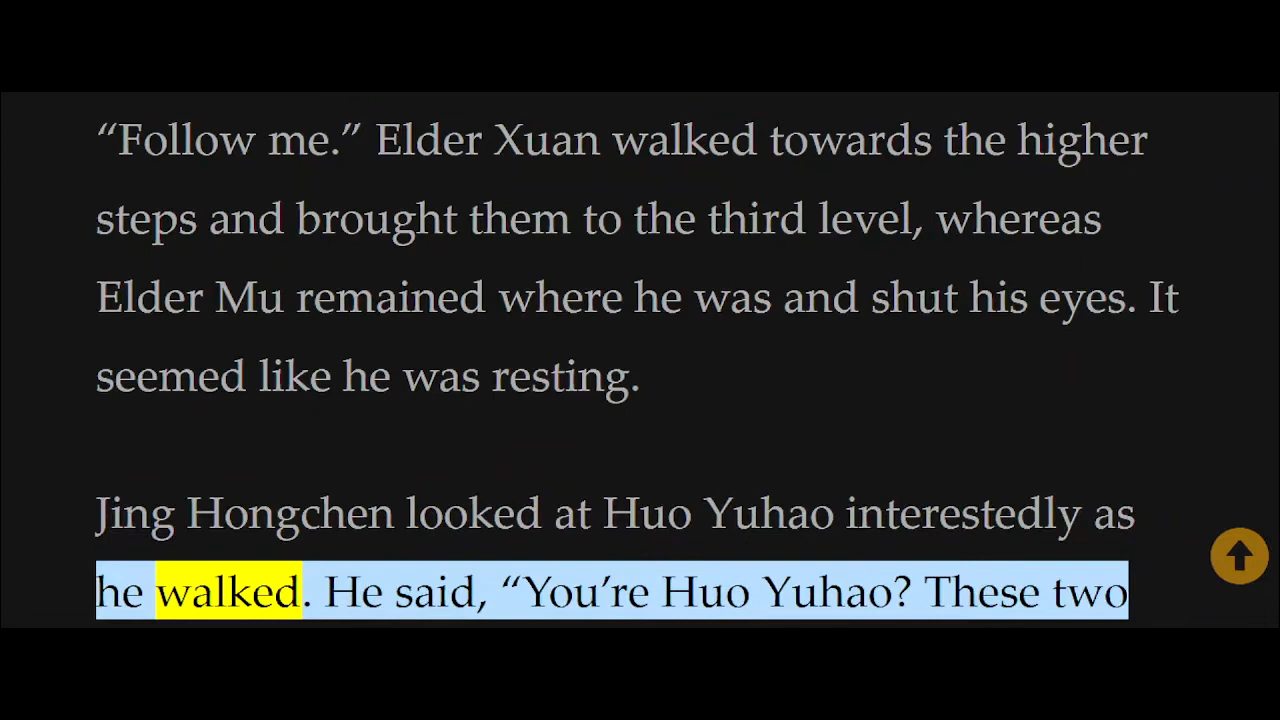 “Follow me.” Elder Xuan walked towards the higher
steps and brought them to the third level, whereas
Elder Mu remained where he was and shut his eyes. It
seemed like he was resting.
Jing Hongchen looked at Huo Yuhao interestedly as
he walked. He said, “You’re Huo Yuhao? These two